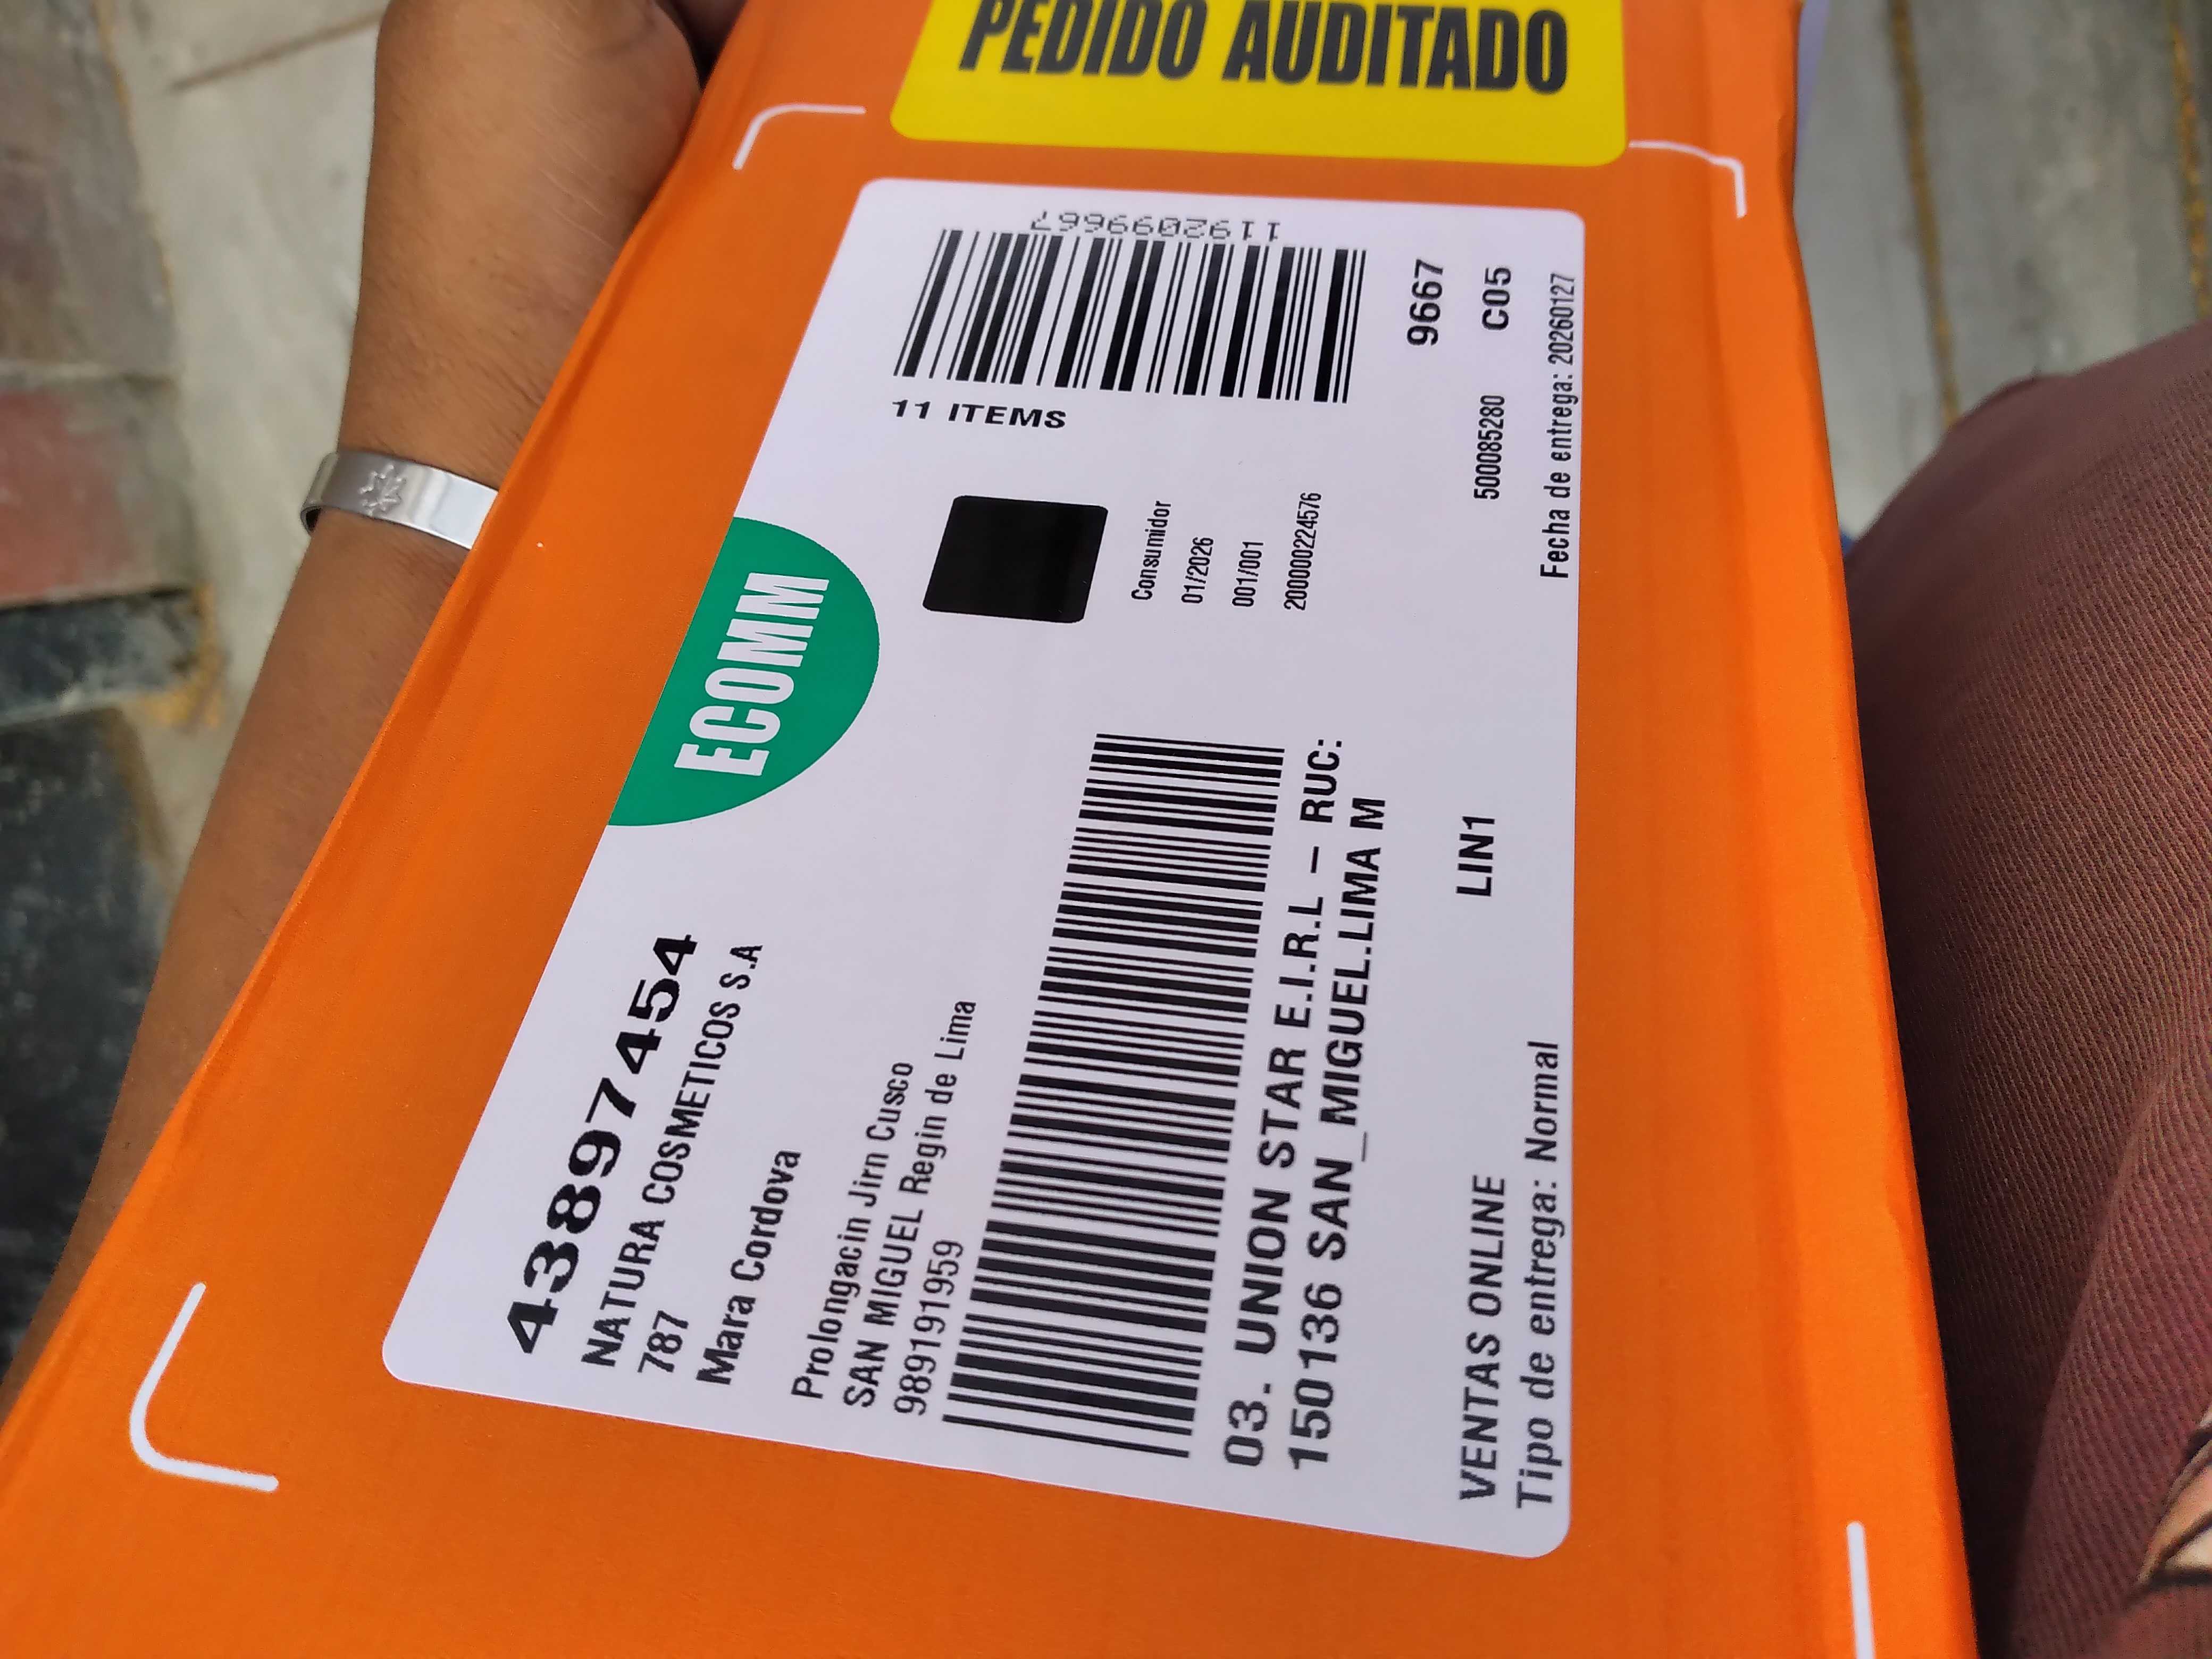 PEDIDO AUDITADO
43897454
NATURA COSMETICOS S.A
787
Mara Cordova
Prolongacin Jirn Cusco
SAN MIGUEL Regin de Lima
989191959
ECOMM
11 ITEMS
1192099667
Consumidor
01/2026
001/001
200000224576
03. UNION STAR E.I.R.L – RUC:
150136 SAN_MIGUEL.LIMA M
9667
LIN1
500085280
C05
VENTAS ONLINE
Tipo de entrega: Normal
Fecha de entrega: 20260127